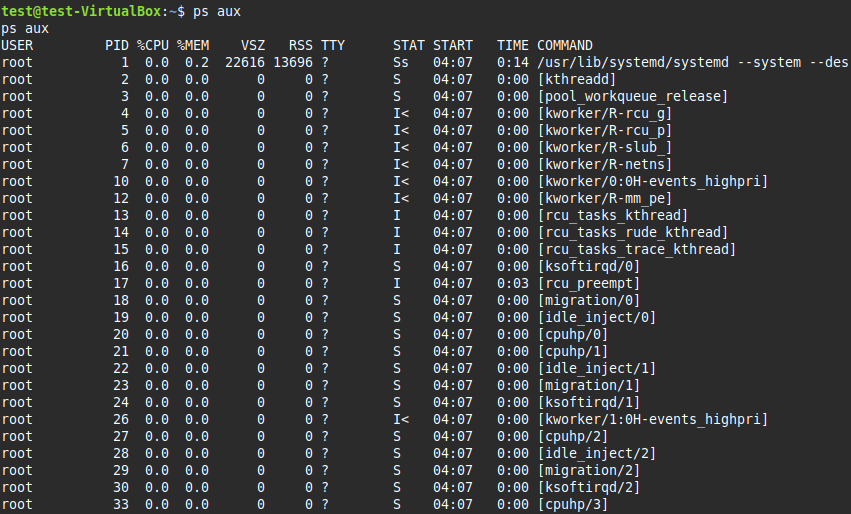 test@test-VirtualBox:~$ ps aux
ps aux
USER         PID %CPU %MEM    VSZ   RSS TTY      STAT START   TIME COMMAND
root           1  0.0  0.2  22616 13696 ?        Ss   04:07   0:14 /usr/lib/systemd/systemd --system --des
root           2  0.0  0.0      0     0 ?        S    04:07   0:00 [kthreadd]
root           3  0.0  0.0      0     0 ?        S    04:07   0:00 [pool_workqueue_release]
root           4  0.0  0.0      0     0 ?        I<   04:07   0:00 [kworker/R-rcu_g]
root           5  0.0  0.0      0     0 ?        I<   04:07   0:00 [kworker/R-rcu_p]
root           6  0.0  0.0      0     0 ?        I<   04:07   0:00 [kworker/R-slub_]
root           7  0.0  0.0      0     0 ?        I<   04:07   0:00 [kworker/R-netns]
root          10  0.0  0.0      0     0 ?        I<   04:07   0:00 [kworker/0:0H-events_highpri]
root          12  0.0  0.0      0     0 ?        I<   04:07   0:00 [kworker/R-mm_pe]
root          13  0.0  0.0      0     0 ?        I    04:07   0:00 [rcu_tasks_kthread]
root          14  0.0  0.0      0     0 ?        I    04:07   0:00 [rcu_tasks_rude_kthread]
root          15  0.0  0.0      0     0 ?        I    04:07   0:00 [rcu_tasks_trace_kthread]
root          16  0.0  0.0      0     0 ?        S    04:07   0:00 [ksoftirqd/0]
root          17  0.0  0.0      0     0 ?        I    04:07   0:03 [rcu_preempt]
root          18  0.0  0.0      0     0 ?        S    04:07   0:00 [migration/0]
root          19  0.0  0.0      0     0 ?        S    04:07   0:00 [idle_inject/0]
root          20  0.0  0.0      0     0 ?        S    04:07   0:00 [cpuhp/0]
root          21  0.0  0.0      0     0 ?        S    04:07   0:00 [cpuhp/1]
root          22  0.0  0.0      0     0 ?        S    04:07   0:00 [idle_inject/1]
root          23  0.0  0.0      0     0 ?        S    04:07   0:00 [migration/1]
root          24  0.0  0.0      0     0 ?        S    04:07   0:00 [ksoftirqd/1]
root          26  0.0  0.0      0     0 ?        I<   04:07   0:00 [kworker/1:0H-events_highpri]
root          27  0.0  0.0      0     0 ?        S    04:07   0:00 [cpuhp/2]
root          28  0.0  0.0      0     0 ?        S    04:07   0:00 [idle_inject/2]
root          29  0.0  0.0      0     0 ?        S    04:07   0:00 [migration/2]
root          30  0.0  0.0      0     0 ?        S    04:07   0:00 [ksoftirqd/2]
root          33  0.0  0.0      0     0 ?        S    04:07   0:00 [cpuhp/3]